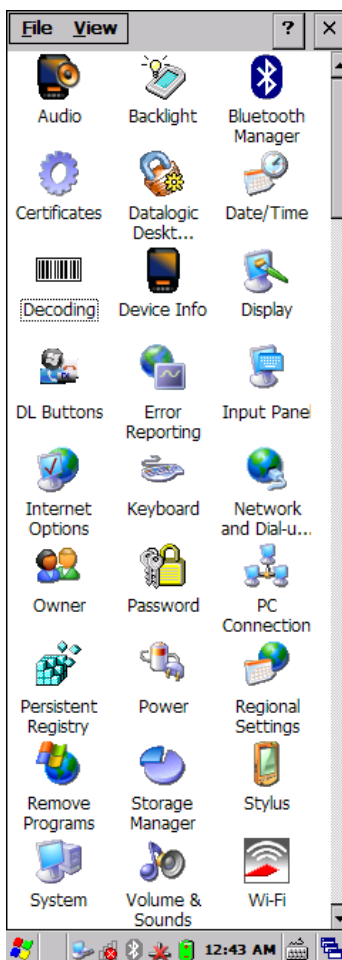 File View ? ×
Audio Backlight Bluetooth
Manager
Certificates Datalogic Date/Time
Deskt...
Decoding Device Info Display
DL Buttons Error Input Panel
Reporting
Internet Keyboard Network
Options and Dial-u...
Owner Password PC
Connection
Persistent Power Regional
Registry Settings
Remove Storage Stylus
Programs Manager
System Volume & Wi-Fi
Sounds
12:43 AM